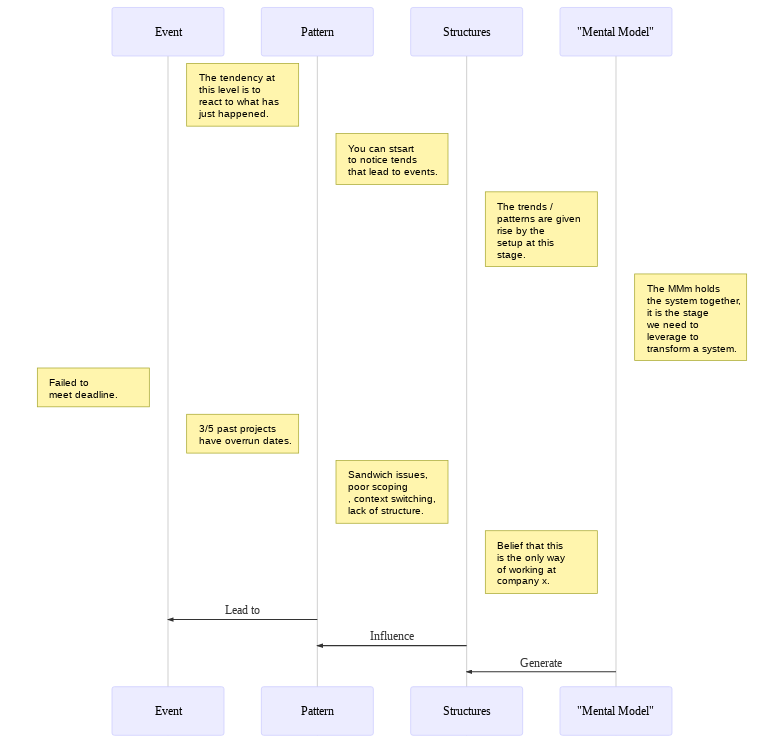 Event
Pattern
Structures
"Mental Model"
The tendency at
this level is to
react to what has
just happened.
You can stsart
to notice tends
that lead to events.
The trends /
patterns are given
rise by the
setup at this
stage.
The MMm holds
the system together,
it is the stage
we need to
leverage to
transform a system.
Failed to
meet deadline.
3/5 past projects
have overrun dates.
Sandwich issues,
poor scoping
, context switching,
lack of structure.
Belief that this
is the only way
of working at
company x.
Lead to
Influence
Generate
Event
Pattern
Structures
"Mental Model"